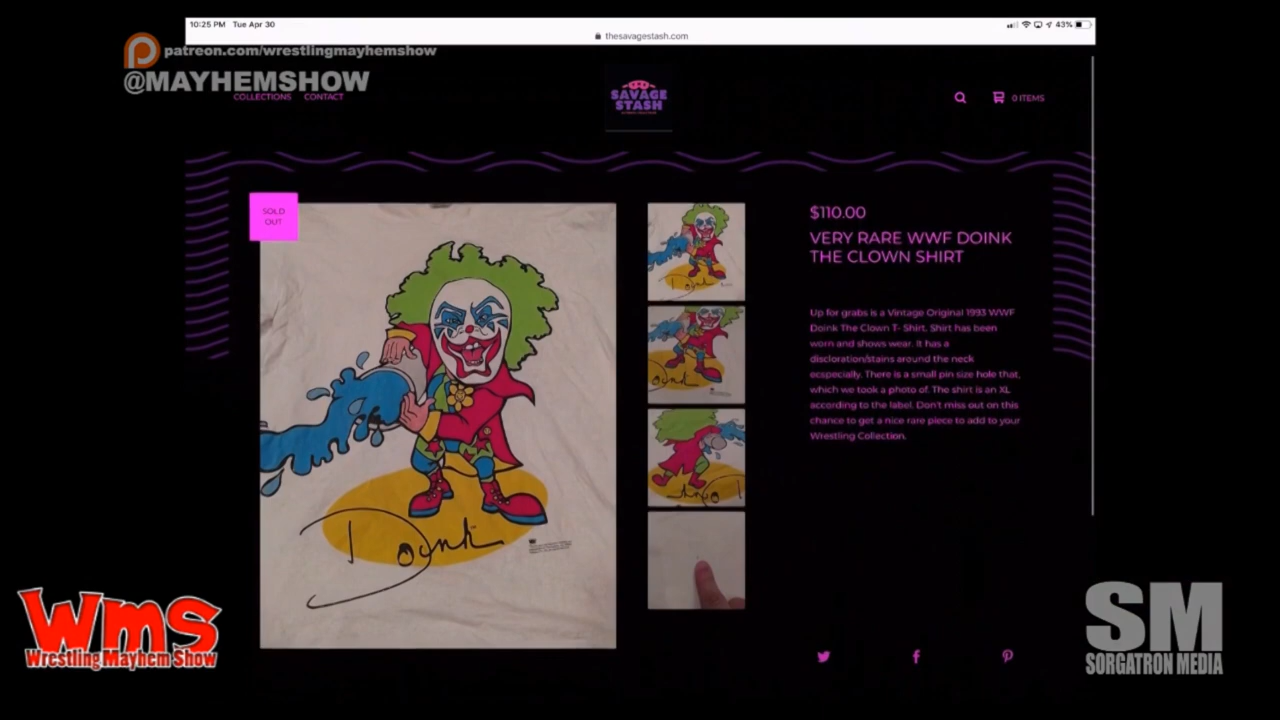 10:25 PM Tue Apr 30
43%
thesavagestash.com
patreon.com/wrestlingmayhemshow
@MAYHEMSHOW
COLLECTIONS CONTACT
SAVAGE
STASH
0 ITEMS
SOLD
OUT
$110.00
VERY RARE WWF DOINK
THE CLOWN SHIRT
Up for grabs is a Vintage Original 1993 WWF
Doink The Clown T- Shirt. Shirt has been
worn and shows wear. It has a
discloration/stains around the neck
ecspecially. There is a small pin size hole that,
which we took a photo of. The shirt is an XL
according to the label. Don't miss out on this
chance to get a nice rare piece to add to your
Wrestling Collection.
Doink
WMS
Wrestling Mayhem Show
SM
SORGATRON MEDIA